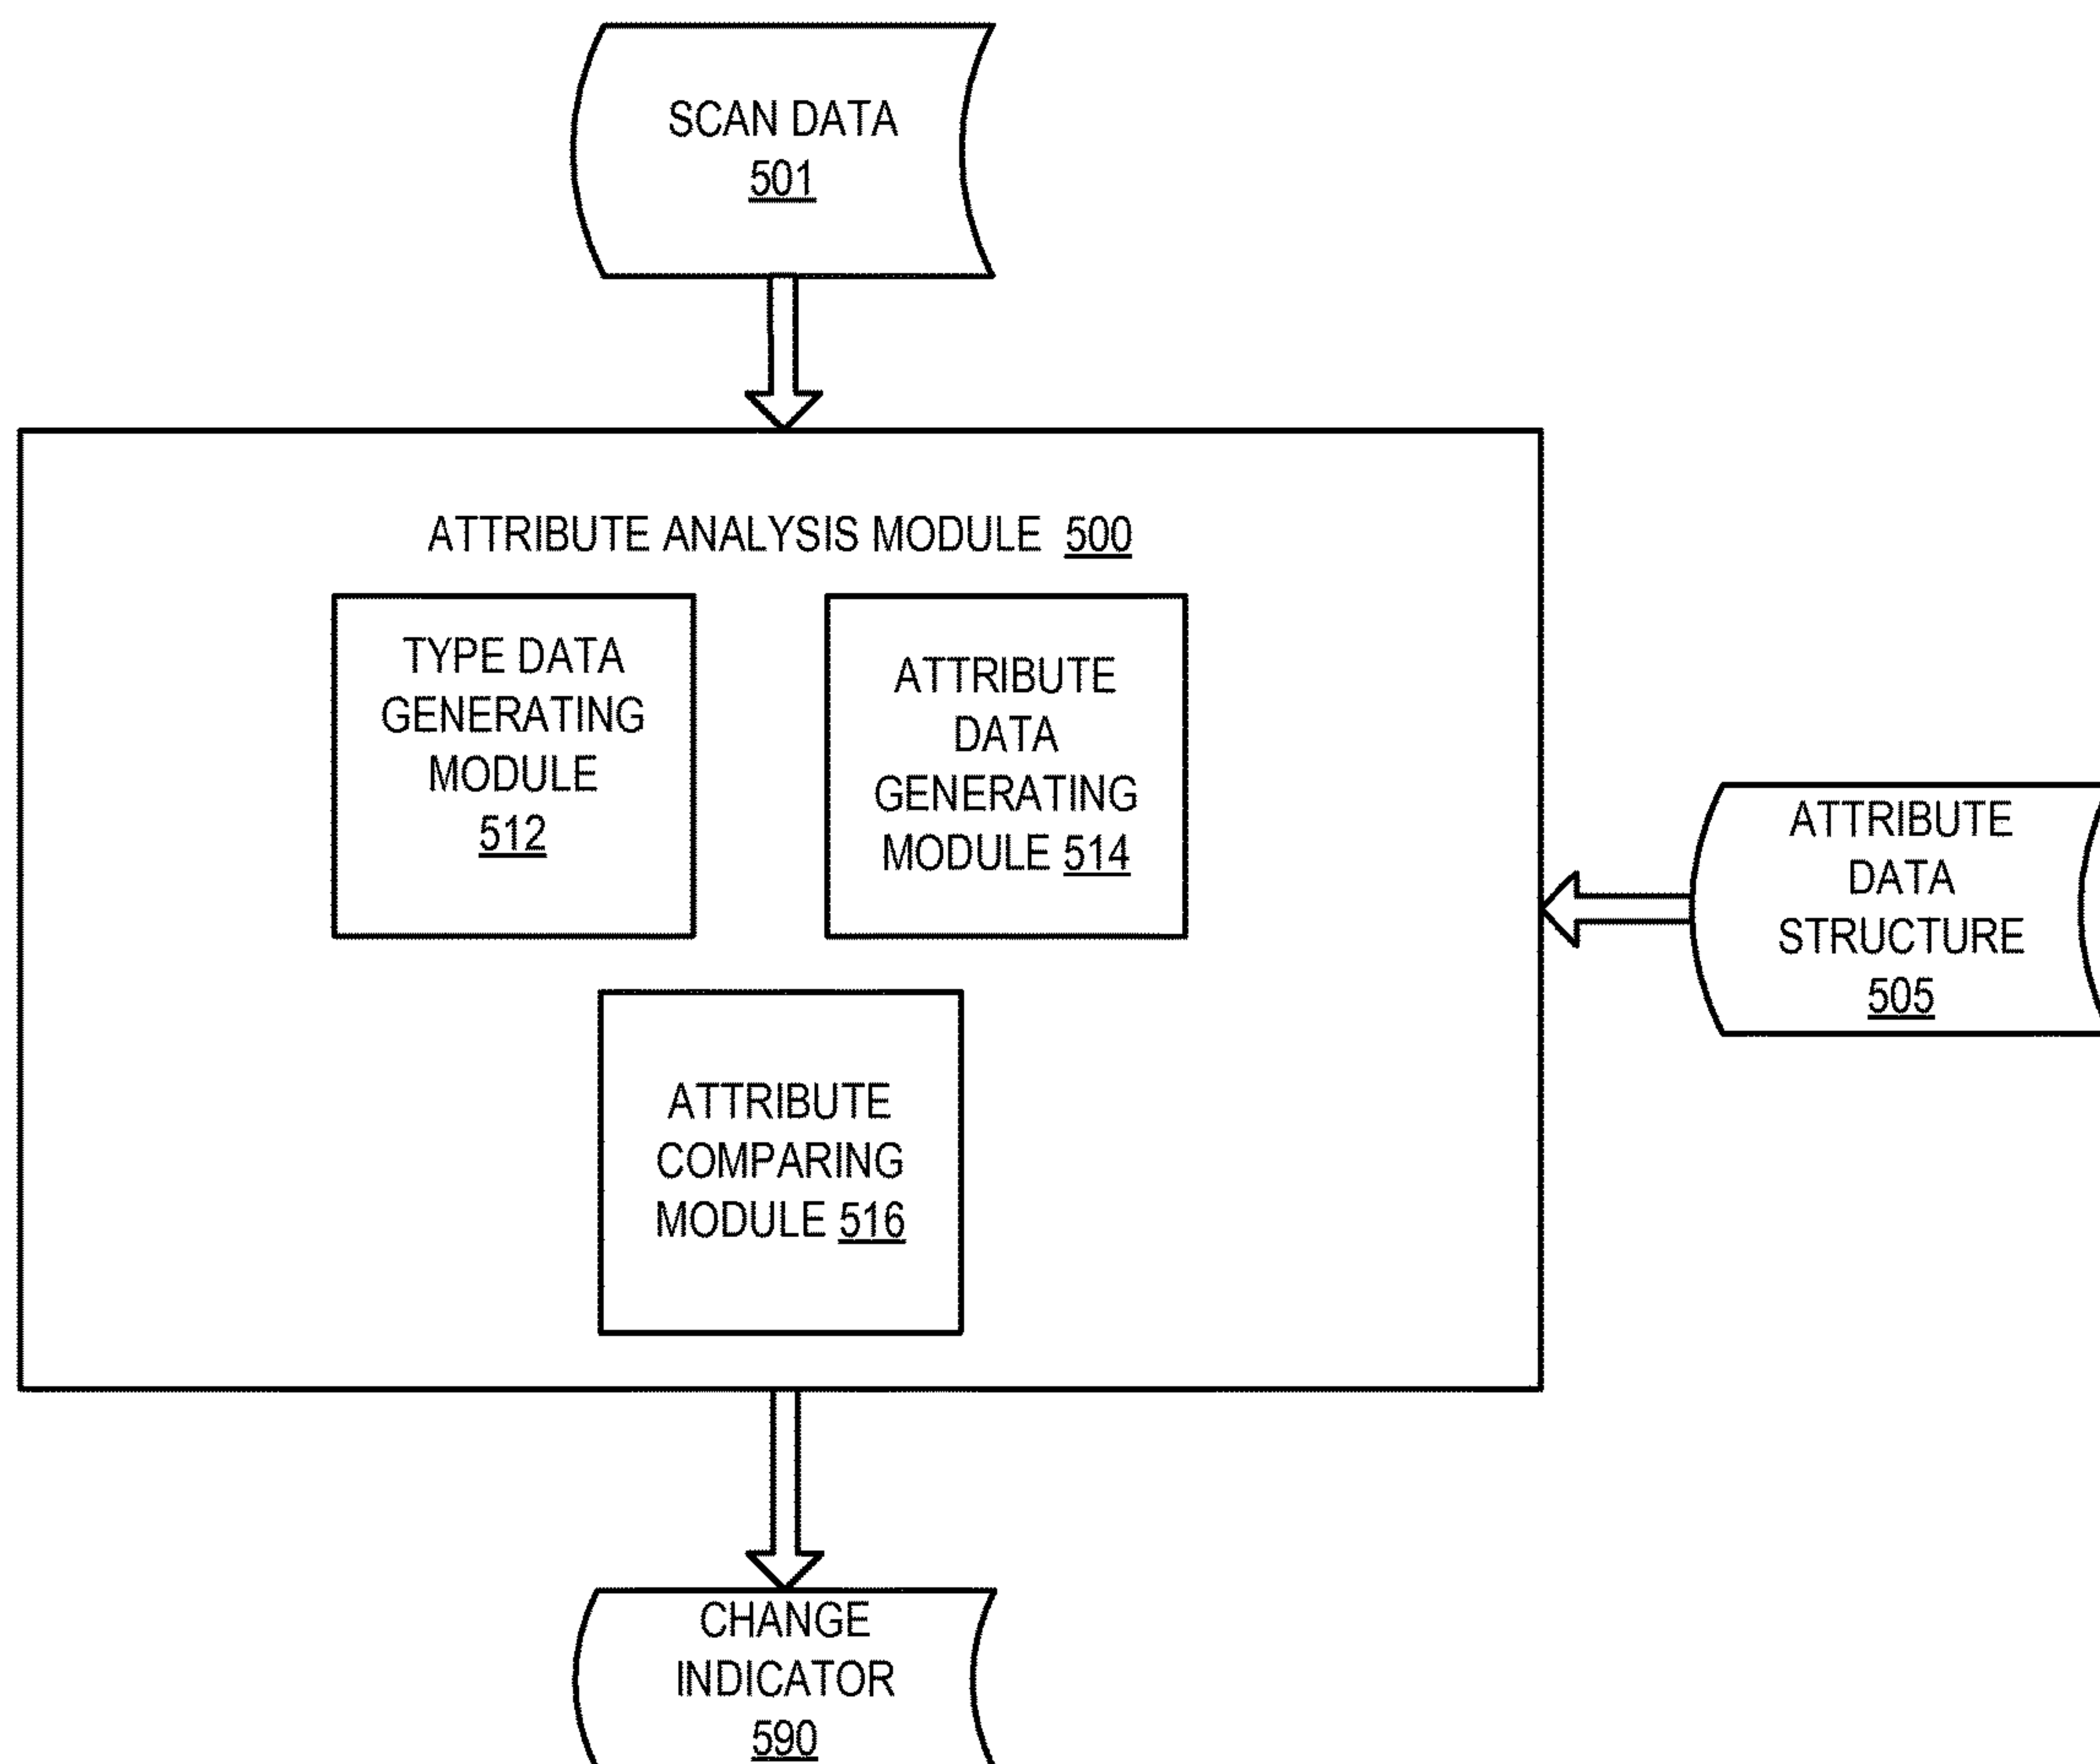 SCAN DATA
501
ATTRIBUTE ANALYSIS MODULE 500
TYPE DATA
GENERATING
MODULE
512
ATTRIBUTE
DATA
GENERATING
MODULE 514
ATTRIBUTE
COMPARING
MODULE 516
ATTRIBUTE
DATA
STRUCTURE
505
CHANGE
INDICATOR
590